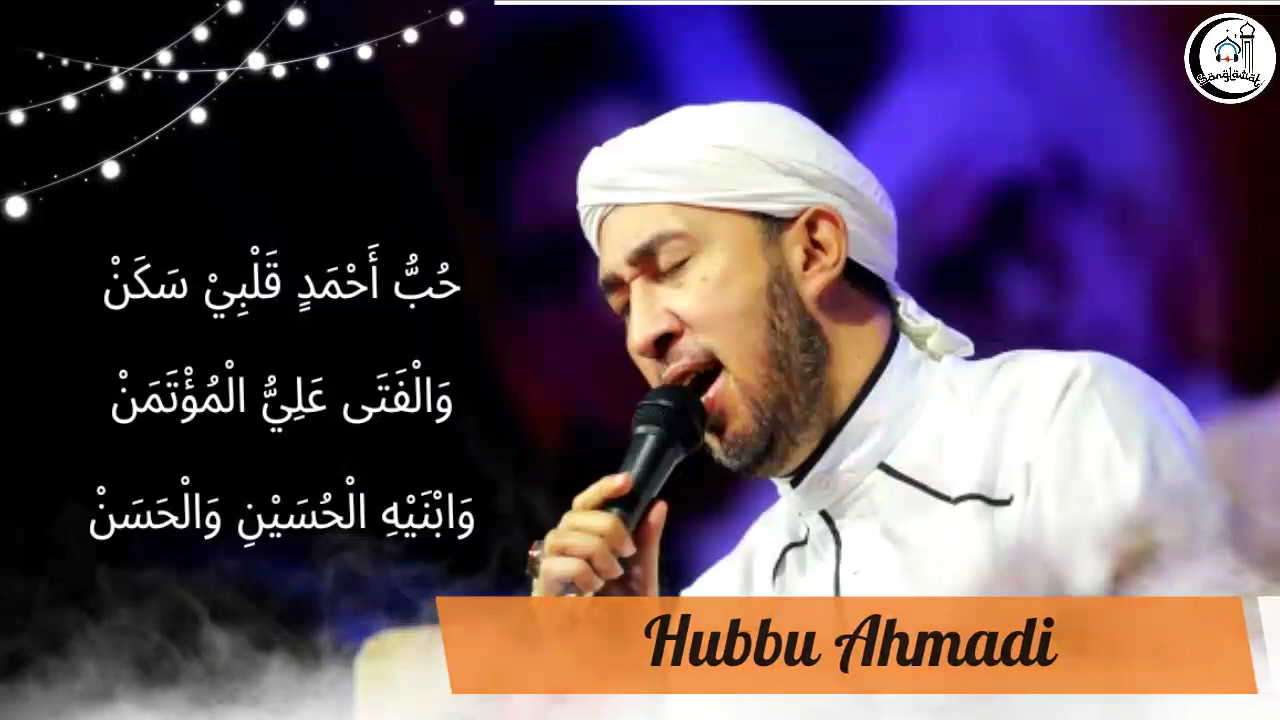 حُبُّ أَحْمَدٍ قَلْبِيْ سَكَنْ
وَالْفَتَى عَلِيُّ الْمُؤْتَمَنْ
وَابْنَيْهِ الْحُسَيْنِ وَالْحَسَنْ
Hubbu Ahmadi